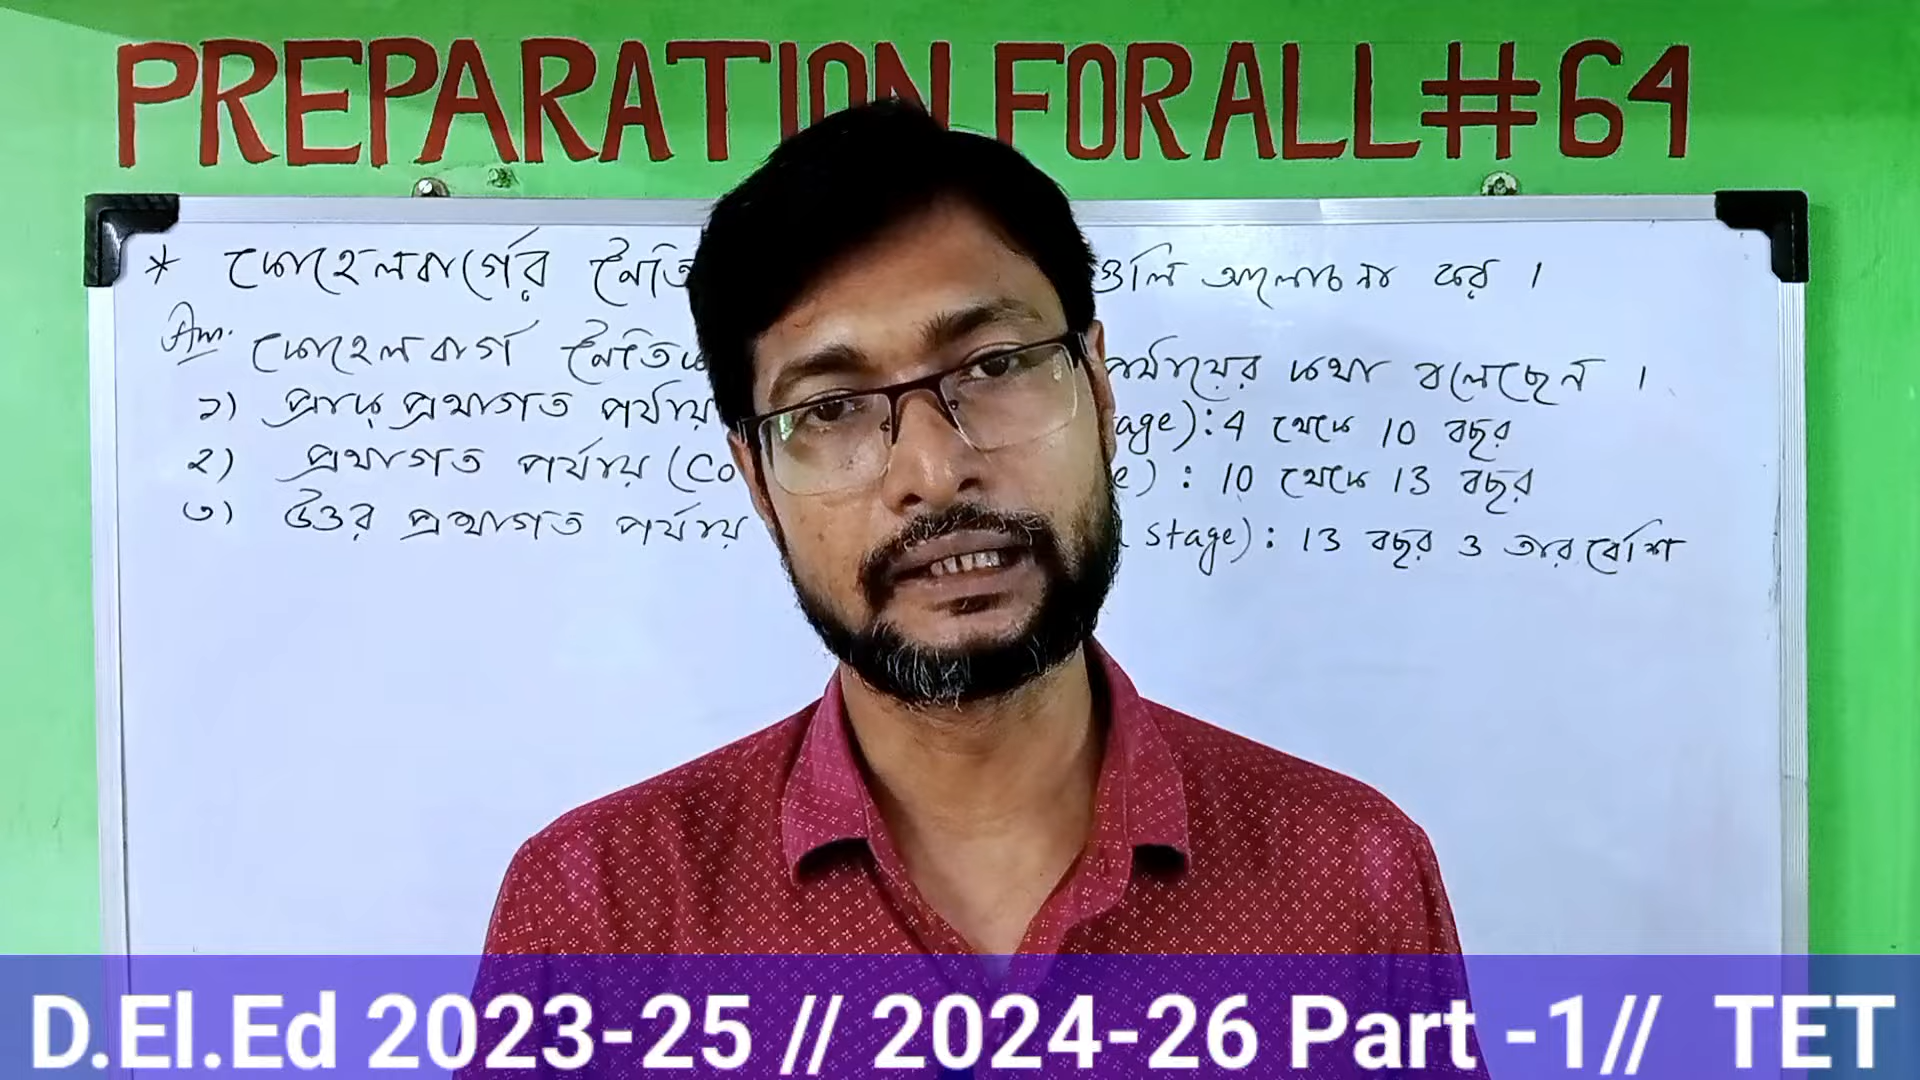 PREPARATION FOR ALL #64
* কোহেলবার্গের নৈতি গুলি আলোচনা কর ।
Ans. কোহেলবার্গ নৈতিক পর্যায়ের কথা বলেছেন ।
১) প্রাক্ প্রথাগত পর্যায় age) : 4 থেকে 10 বছর
২) প্রথাগত পর্যায় (Co e) : 10 থেকে 13 বছর
৩) উত্তর প্রথাগত পর্যায় stage) : 13 বছর ও তার বেশি
D.El.Ed 2023-25 // 2024-26 Part -1// TET